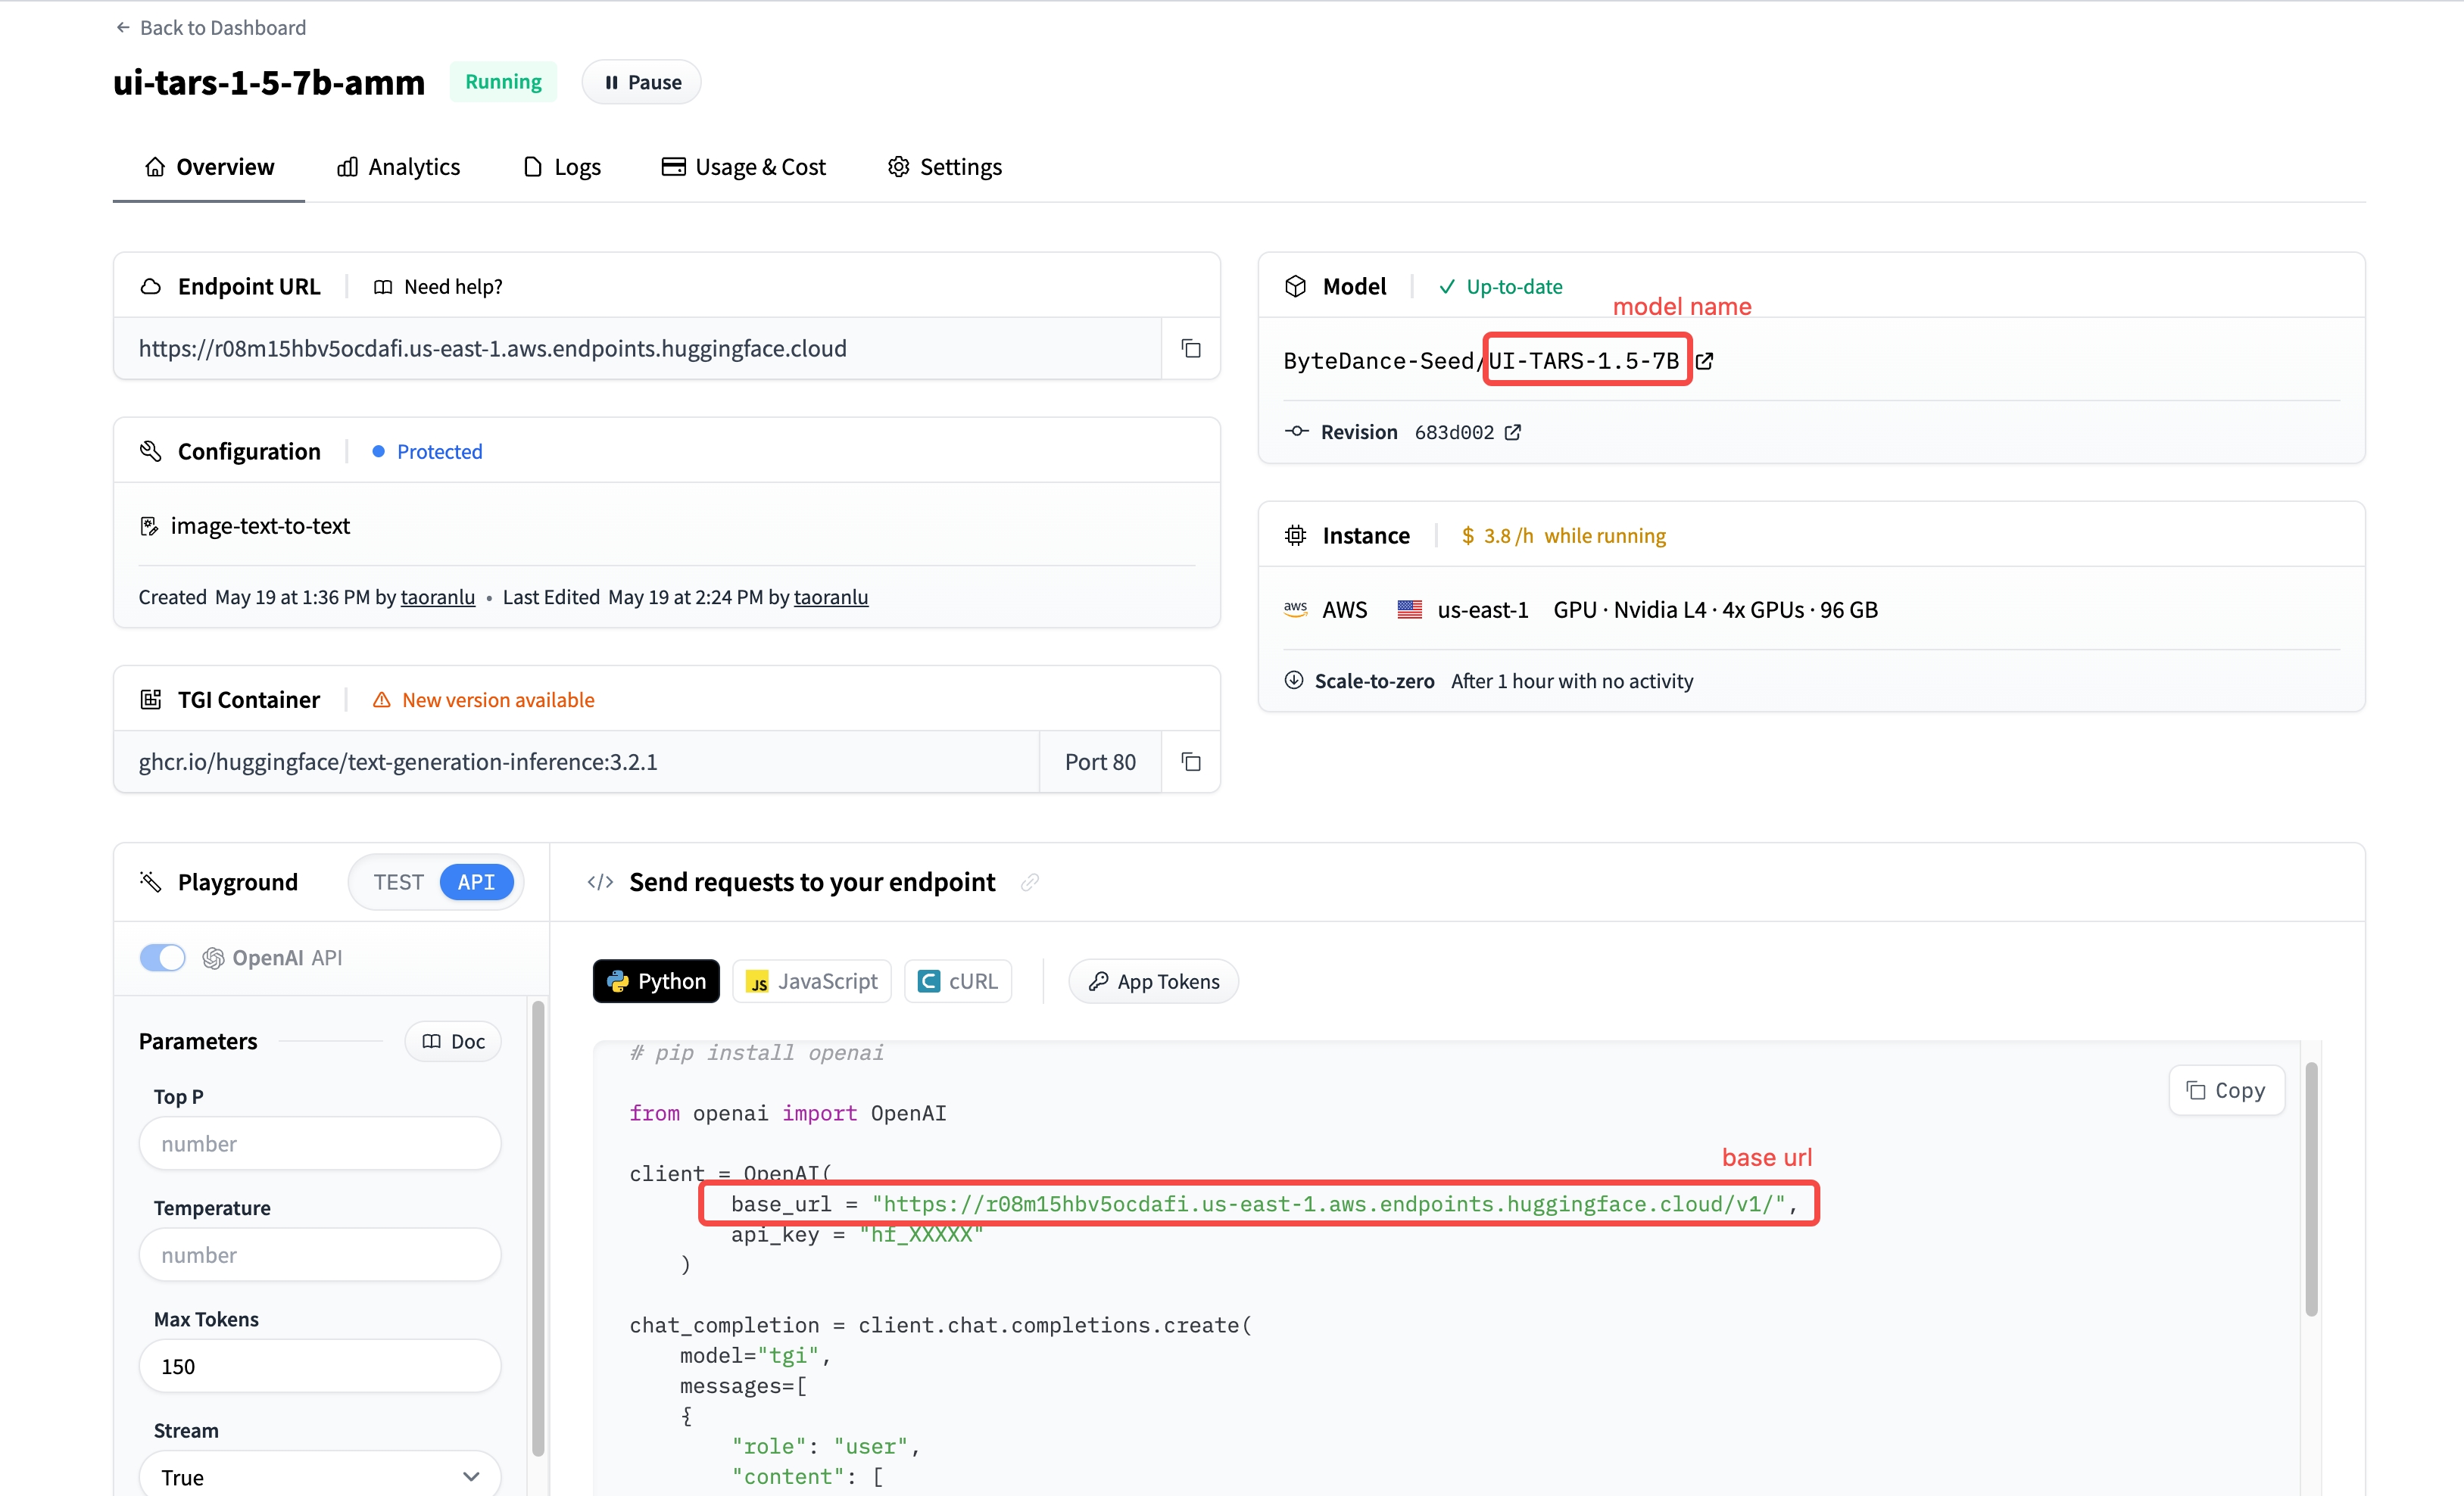 ← Back to Dashboard
ui-tars-1-5-7b-amm Running Pause
Overview Analytics Logs Usage & Cost Settings
Endpoint URL Need help?
https://r08m15hbv5ocdafi.us-east-1.aws.endpoints.huggingface.cloud
Configuration Protected
image-text-to-text
Created May 19 at 1:36 PM by taoranlu • Last Edited May 19 at 2:24 PM by taoranlu
TGI Container New version available
ghcr.io/huggingface/text-generation-inference:3.2.1 Port 80
Model Up-to-date
model name
ByteDance-Seed/UI-TARS-1.5-7B
Revision 683d002
Instance $ 3.8 /h while running
aws AWS us-east-1 GPU · Nvidia L4 · 4x GPUs · 96 GB
Scale-to-zero After 1 hour with no activity
Playground TEST API
OpenAI API
Parameters Doc
Top P
number
Temperature
number
Max Tokens
150
Stream
True
</> Send requests to your endpoint
Python JS JavaScript C cURL App Tokens
# pip install openai
Copy
from openai import OpenAI
base url
client = OpenAI(
base_url = "https://r08m15hbv5ocdafi.us-east-1.aws.endpoints.huggingface.cloud/v1/",
api_key = "hf_XXXXX"
)
chat_completion = client.chat.completions.create(
model="tgi",
messages=[
{
"role": "user",
"content": [